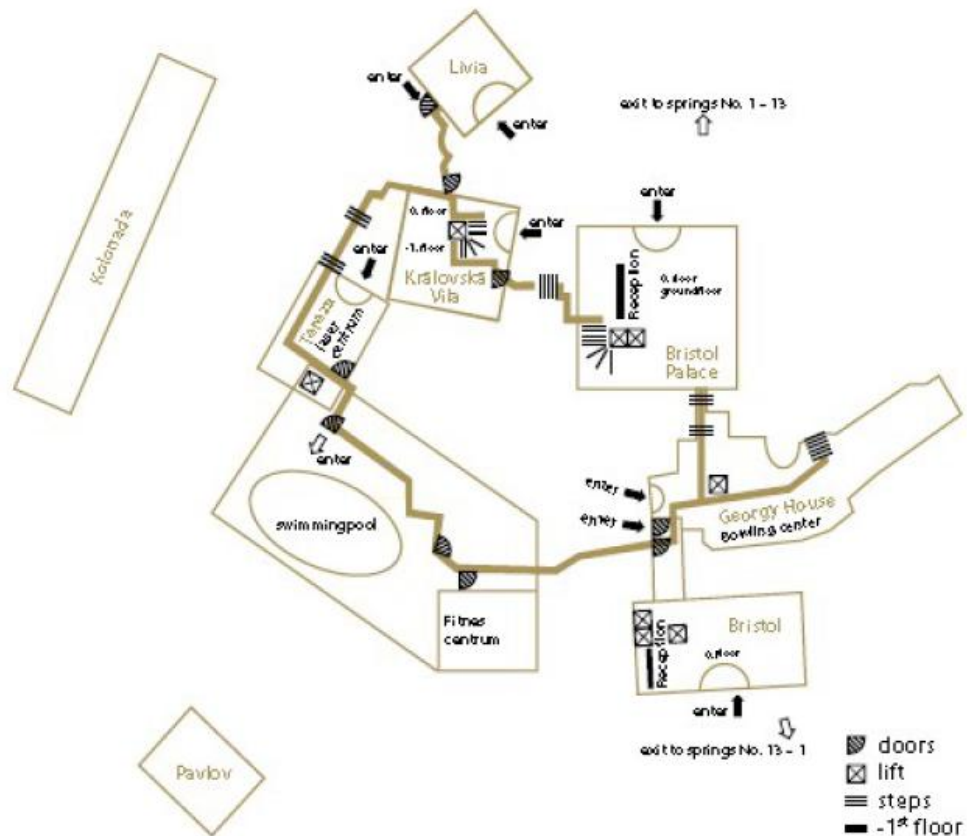 Livia
enter
enter
exit to springs No. 1 - 13
Kolonada
enter
0. floor
enter
enter
-1. floor
Královská
Vila
Reception
0. floor
groundfloor
Bristol
Palace
enter
swimmingpool
enter
enter
Georgy House
Bowling center
Fitnes
centrum
Bristol
Reception
0. floor
enter
exit to springs No. 13 - 1
Pavlov
doors
lift
steps
-1st floor